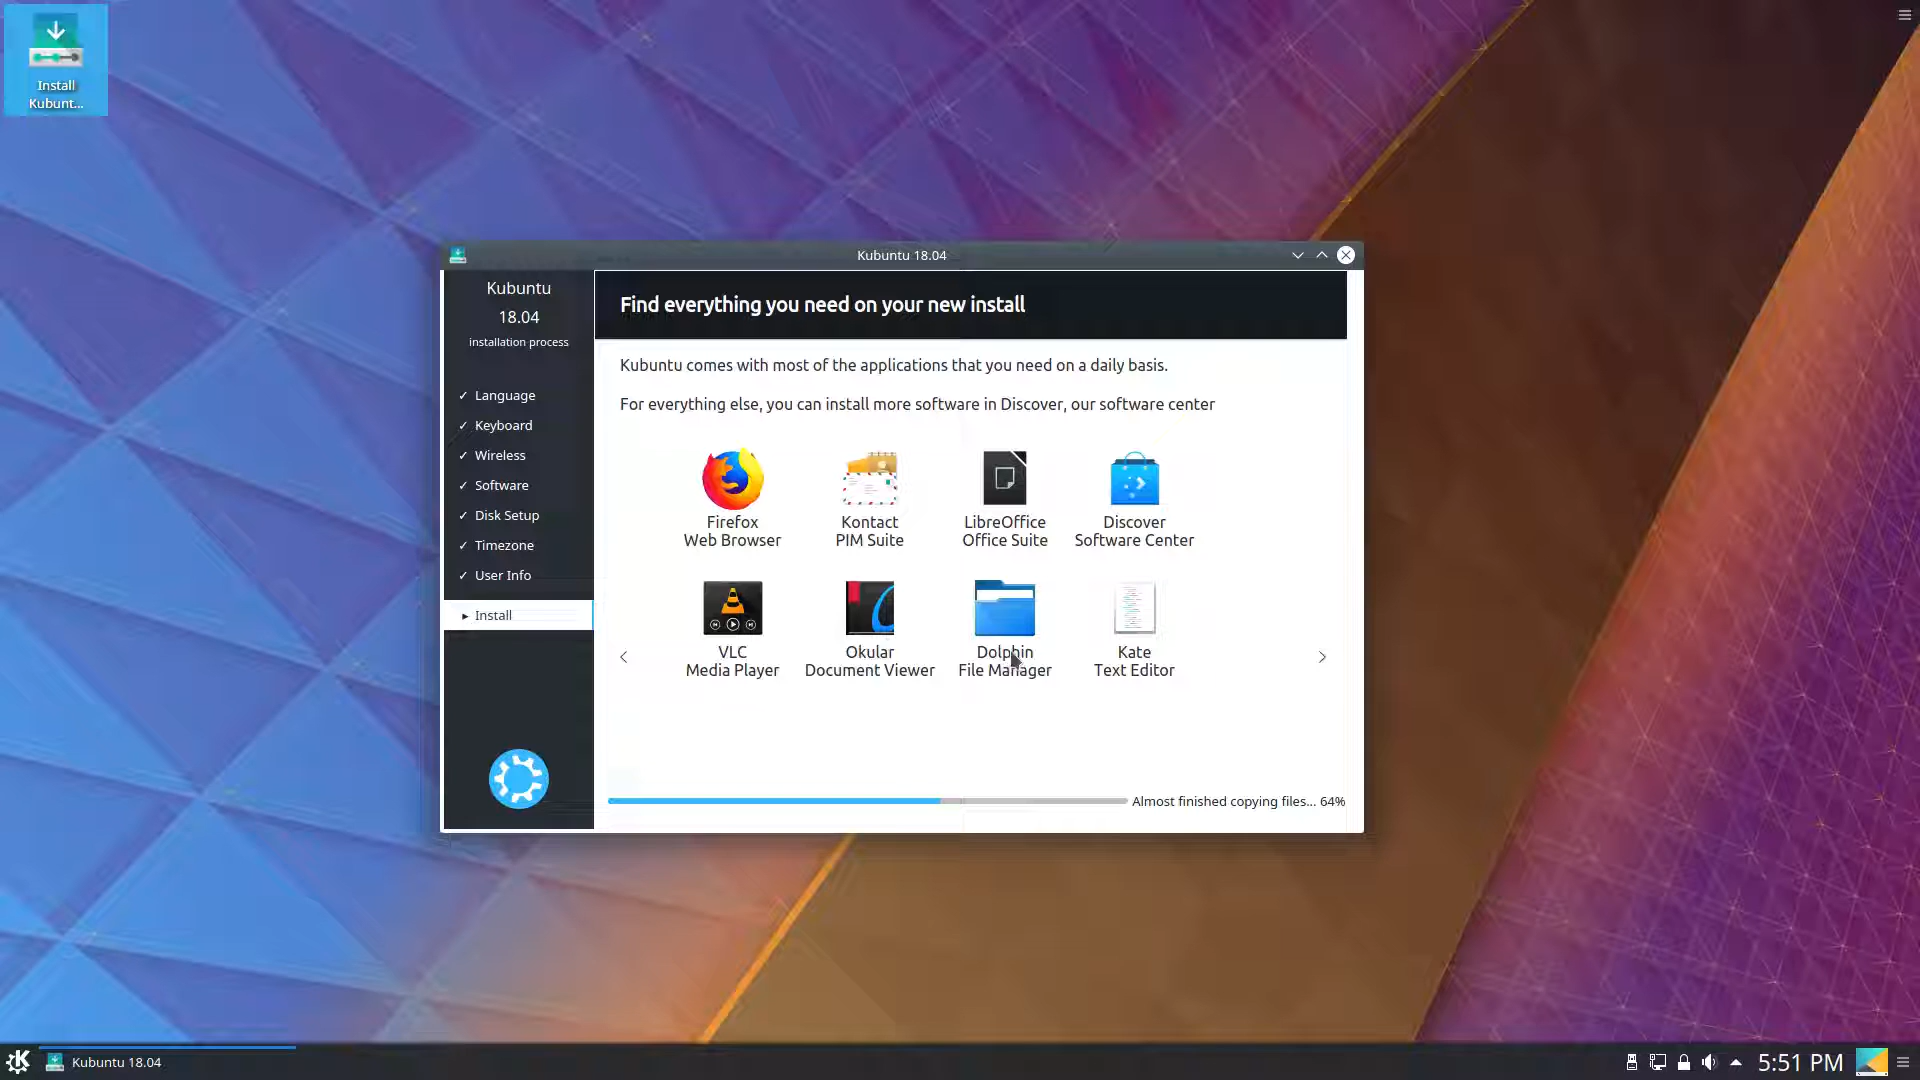 Install
Kubunt...
Kubuntu 18.04
Kubuntu
18.04
installation process
✓ Language
✓ Keyboard
✓ Wireless
✓ Software
✓ Disk Setup
✓ Timezone
✓ User Info
▸ Install
Find everything you need on your new install
Kubuntu comes with most of the applications that you need on a daily basis.
For everything else, you can install more software in Discover, our software center
Firefox
Web Browser
Kontact
PIM Suite
LibreOffice
Office Suite
Discover
Software Center
VLC
Media Player
Okular
Document Viewer
Dolphin
File Manager
Kate
Text Editor
Almost finished copying files... 64%
Kubuntu 18.04
5:51 PM